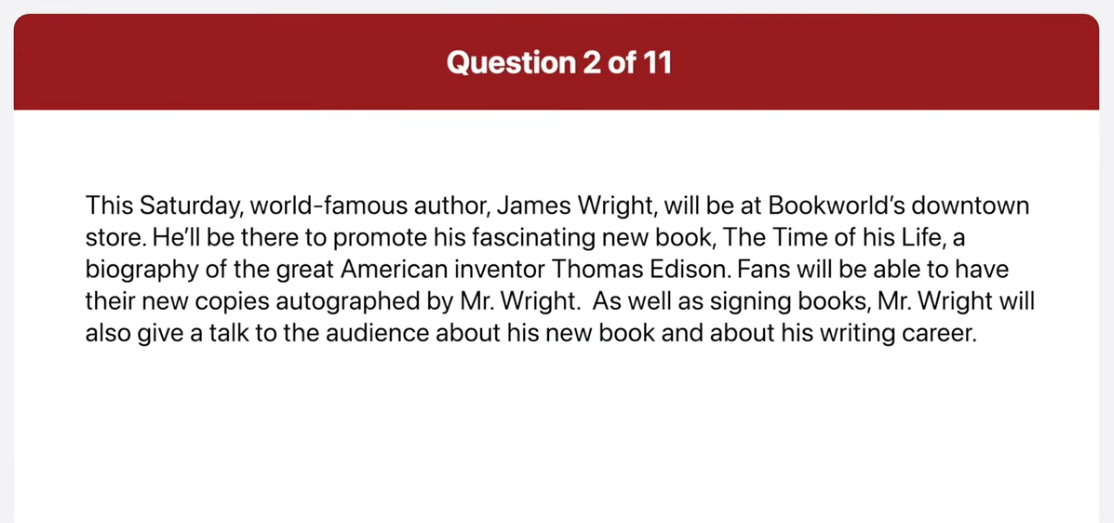 Question 2 of 11
This Saturday, world-famous author, James Wright, will be at Bookworld's downtown
store. He'll be there to promote his fascinating new book, The Time of his Life, a
biography of the great American inventor Thomas Edison. Fans will be able to have
their new copies autographed by Mr. Wright.  As well as signing books, Mr. Wright will
also give a talk to the audience about his new book and about his writing career.